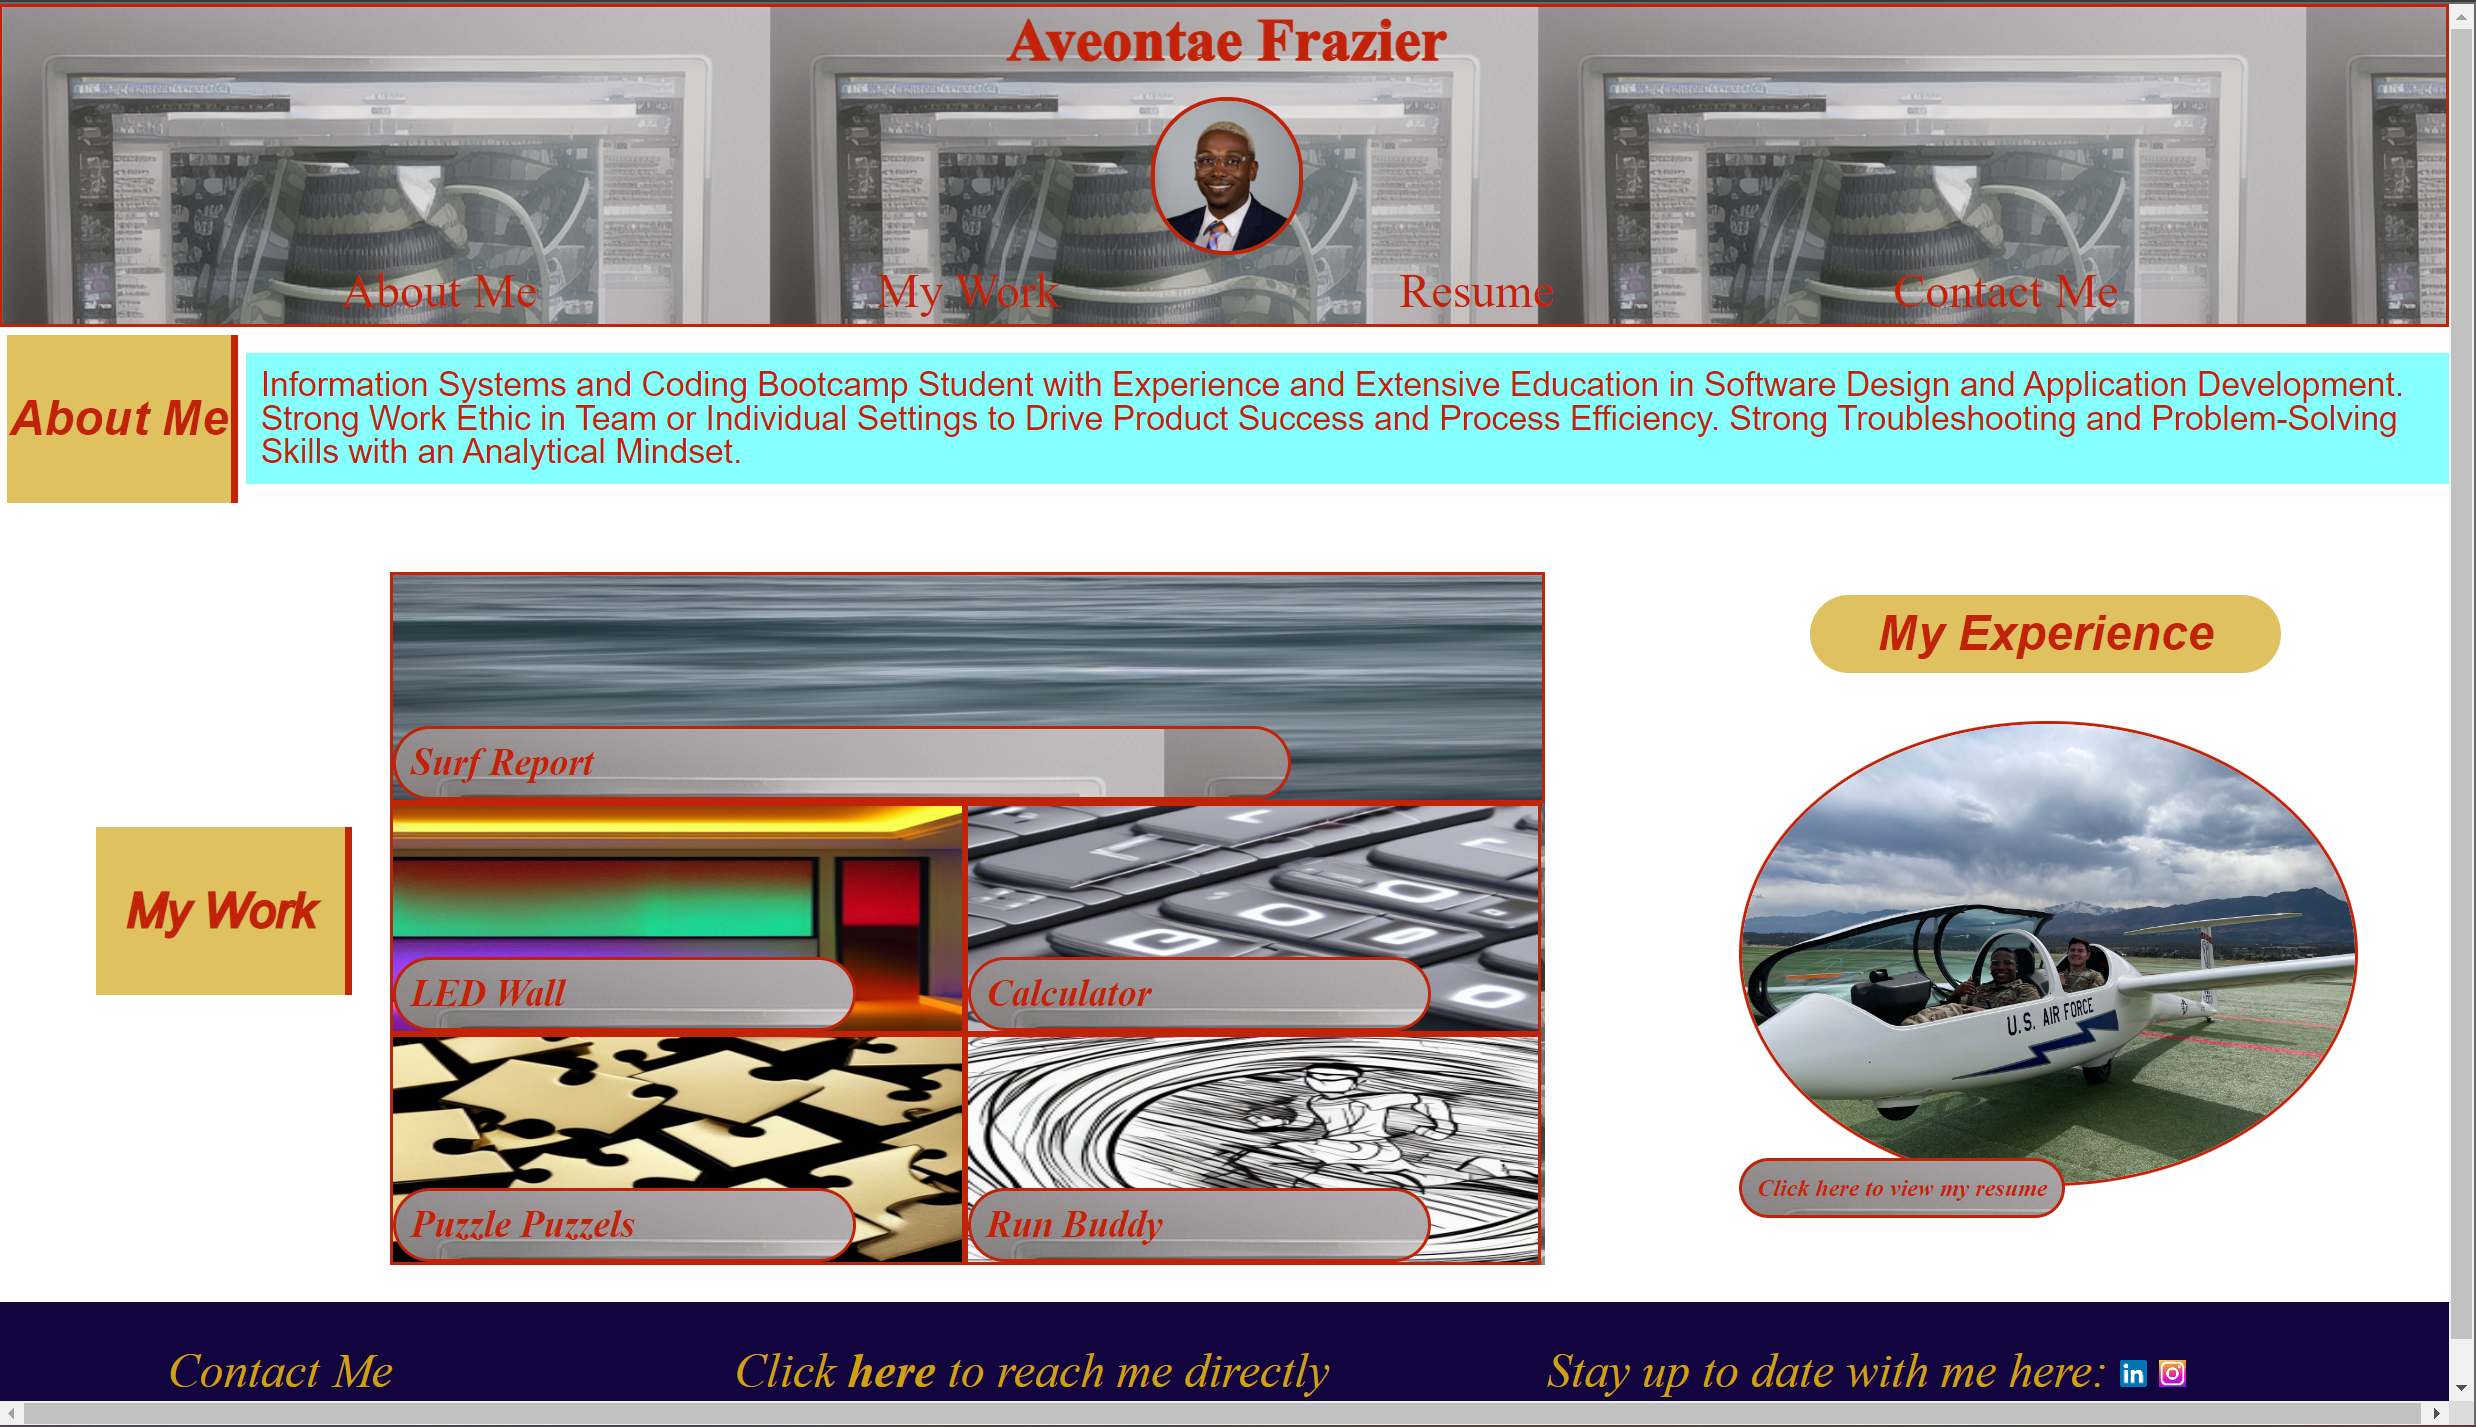 Aveontae Frazier
About Me
My Work
Resume
Contact Me
About Me
Information Systems and Coding Bootcamp Student with Experience and Extensive Education in Software Design and Application Development.
Strong Work Ethic in Team or Individual Settings to Drive Product Success and Process Efficiency. Strong Troubleshooting and Problem-Solving
Skills with an Analytical Mindset.
My Work
Surf Report
LED Wall
Calculator
Puzzle Puzzels
Run Buddy
My Experience
U.S. AIR FORCE
Click here to view my resume
Contact Me
Click here to reach me directly
Stay up to date with me here:
in